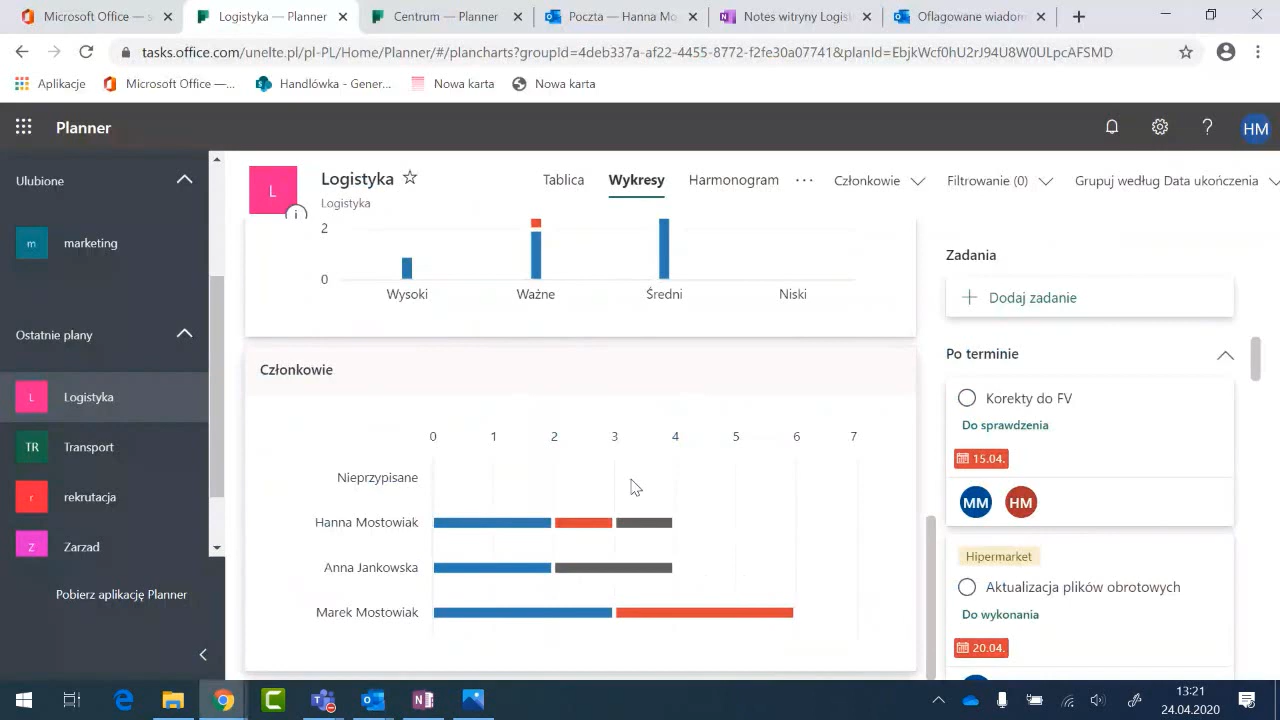 Microsoft Office — s
Logistyka — Planner
Centrum — Planner
Poczta — Hanna Mo
Notes witryny Logist
Oflagowane wiadom
tasks.office.com/unelte.pl/pl-PL/Home/Planner/#/plancharts?groupId=4deb337a-af22-4455-8772-f2fe30a07741&planId=EbjkWcf0hU2rJ94U8W0ULpcAFSMD
Aplikacje
Microsoft Office —...
Handlówka - Gener...
Nowa karta
Nowa karta
Planner
HM
Ulubione
m
marketing
Ostatnie plany
L
Logistyka
TR
Transport
r
rekrutacja
Z
Zarzad
Pobierz aplikację Planner
L
Logistyka
Logistyka
Tablica
Wykresy
Harmonogram
...
Członkowie
Filtrowanie (0)
Grupuj według Data ukończenia
2
0
Wysoki
Ważne
Średni
Niski
Członkowie
0 1 2 3 4 5 6 7
Nieprzypisane
Hanna Mostowiak
Anna Jankowska
Marek Mostowiak
Zadania
Dodaj zadanie
Po terminie
Korekty do FV
Do sprawdzenia
15.04.
MM HM
Hipermarket
Aktualizacja plików obrotowych
Do wykonania
20.04.
13:21
24.04.2020